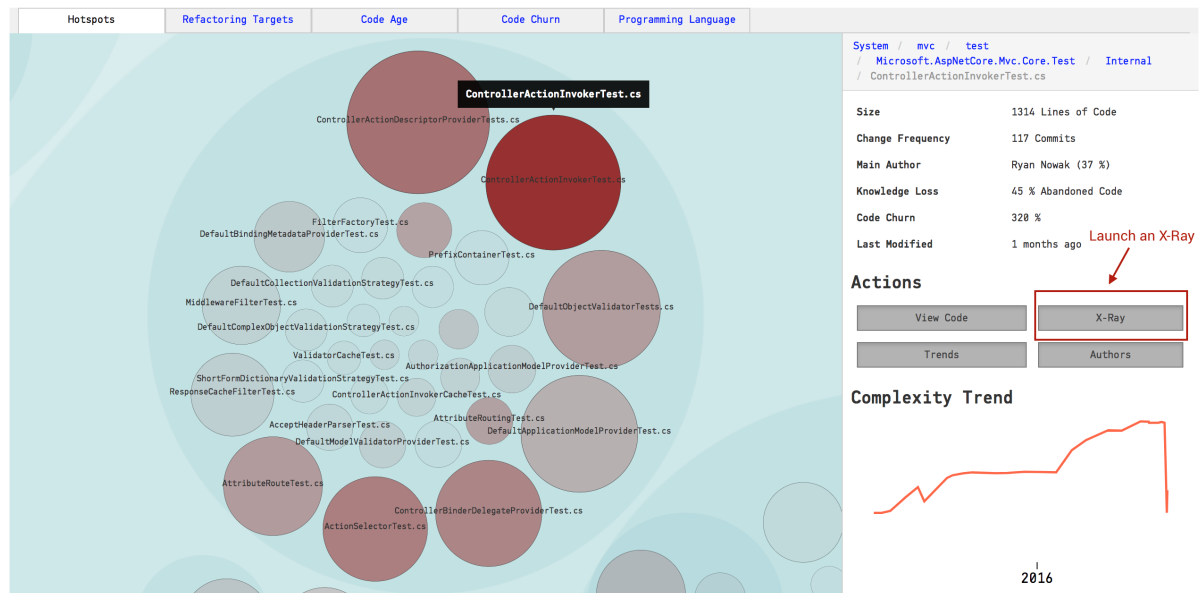 Hotspots
Refactoring Targets
Code Age
Code Churn
Programming Language
ControllerActionInvokerTest.cs
ControllerActionDescriptorProviderTests.cs
ControllerActionInvokerTest.cs
FilterFactoryTest.cs
DefaultBindingMetadataProviderTest.cs
PrefixContainerTest.cs
DefaultCollectionValidationStrategyTest.cs
MiddlewareFilterTest.cs
DefaultObjectValidatorTests.cs
DefaultComplexObjectValidationStrategyTest.cs
ValidatorCacheTest.cs
AuthorizationApplicationModelProviderTest.cs
ShortFormDictionaryValidationStrategyTest.cs
ResponseCacheFilterTest.cs
ControllerActionInvokerCacheTest.cs
AttributeRoutingTest.cs
AcceptHeaderParserTest.cs
DefaultApplicationModelProviderTest.cs
DefaultModelValidatorProviderTest.cs
AttributeRouteTest.cs
ControllerBinderDelegateProviderTest.cs
ActionSelectorTest.cs
System / mvc / test
/ Microsoft.AspNetCore.Mvc.Core.Test / Internal
/ ControllerActionInvokerTest.cs
Size 1314 Lines of Code
Change Frequency 117 Commits
Main Author Ryan Nowak (37 %)
Knowledge Loss 45 % Abandoned Code
Code Churn 320 %
Last Modified 1 months ago
Launch an X-Ray
Actions
View Code
X-Ray
Trends
Authors
Complexity Trend
2016